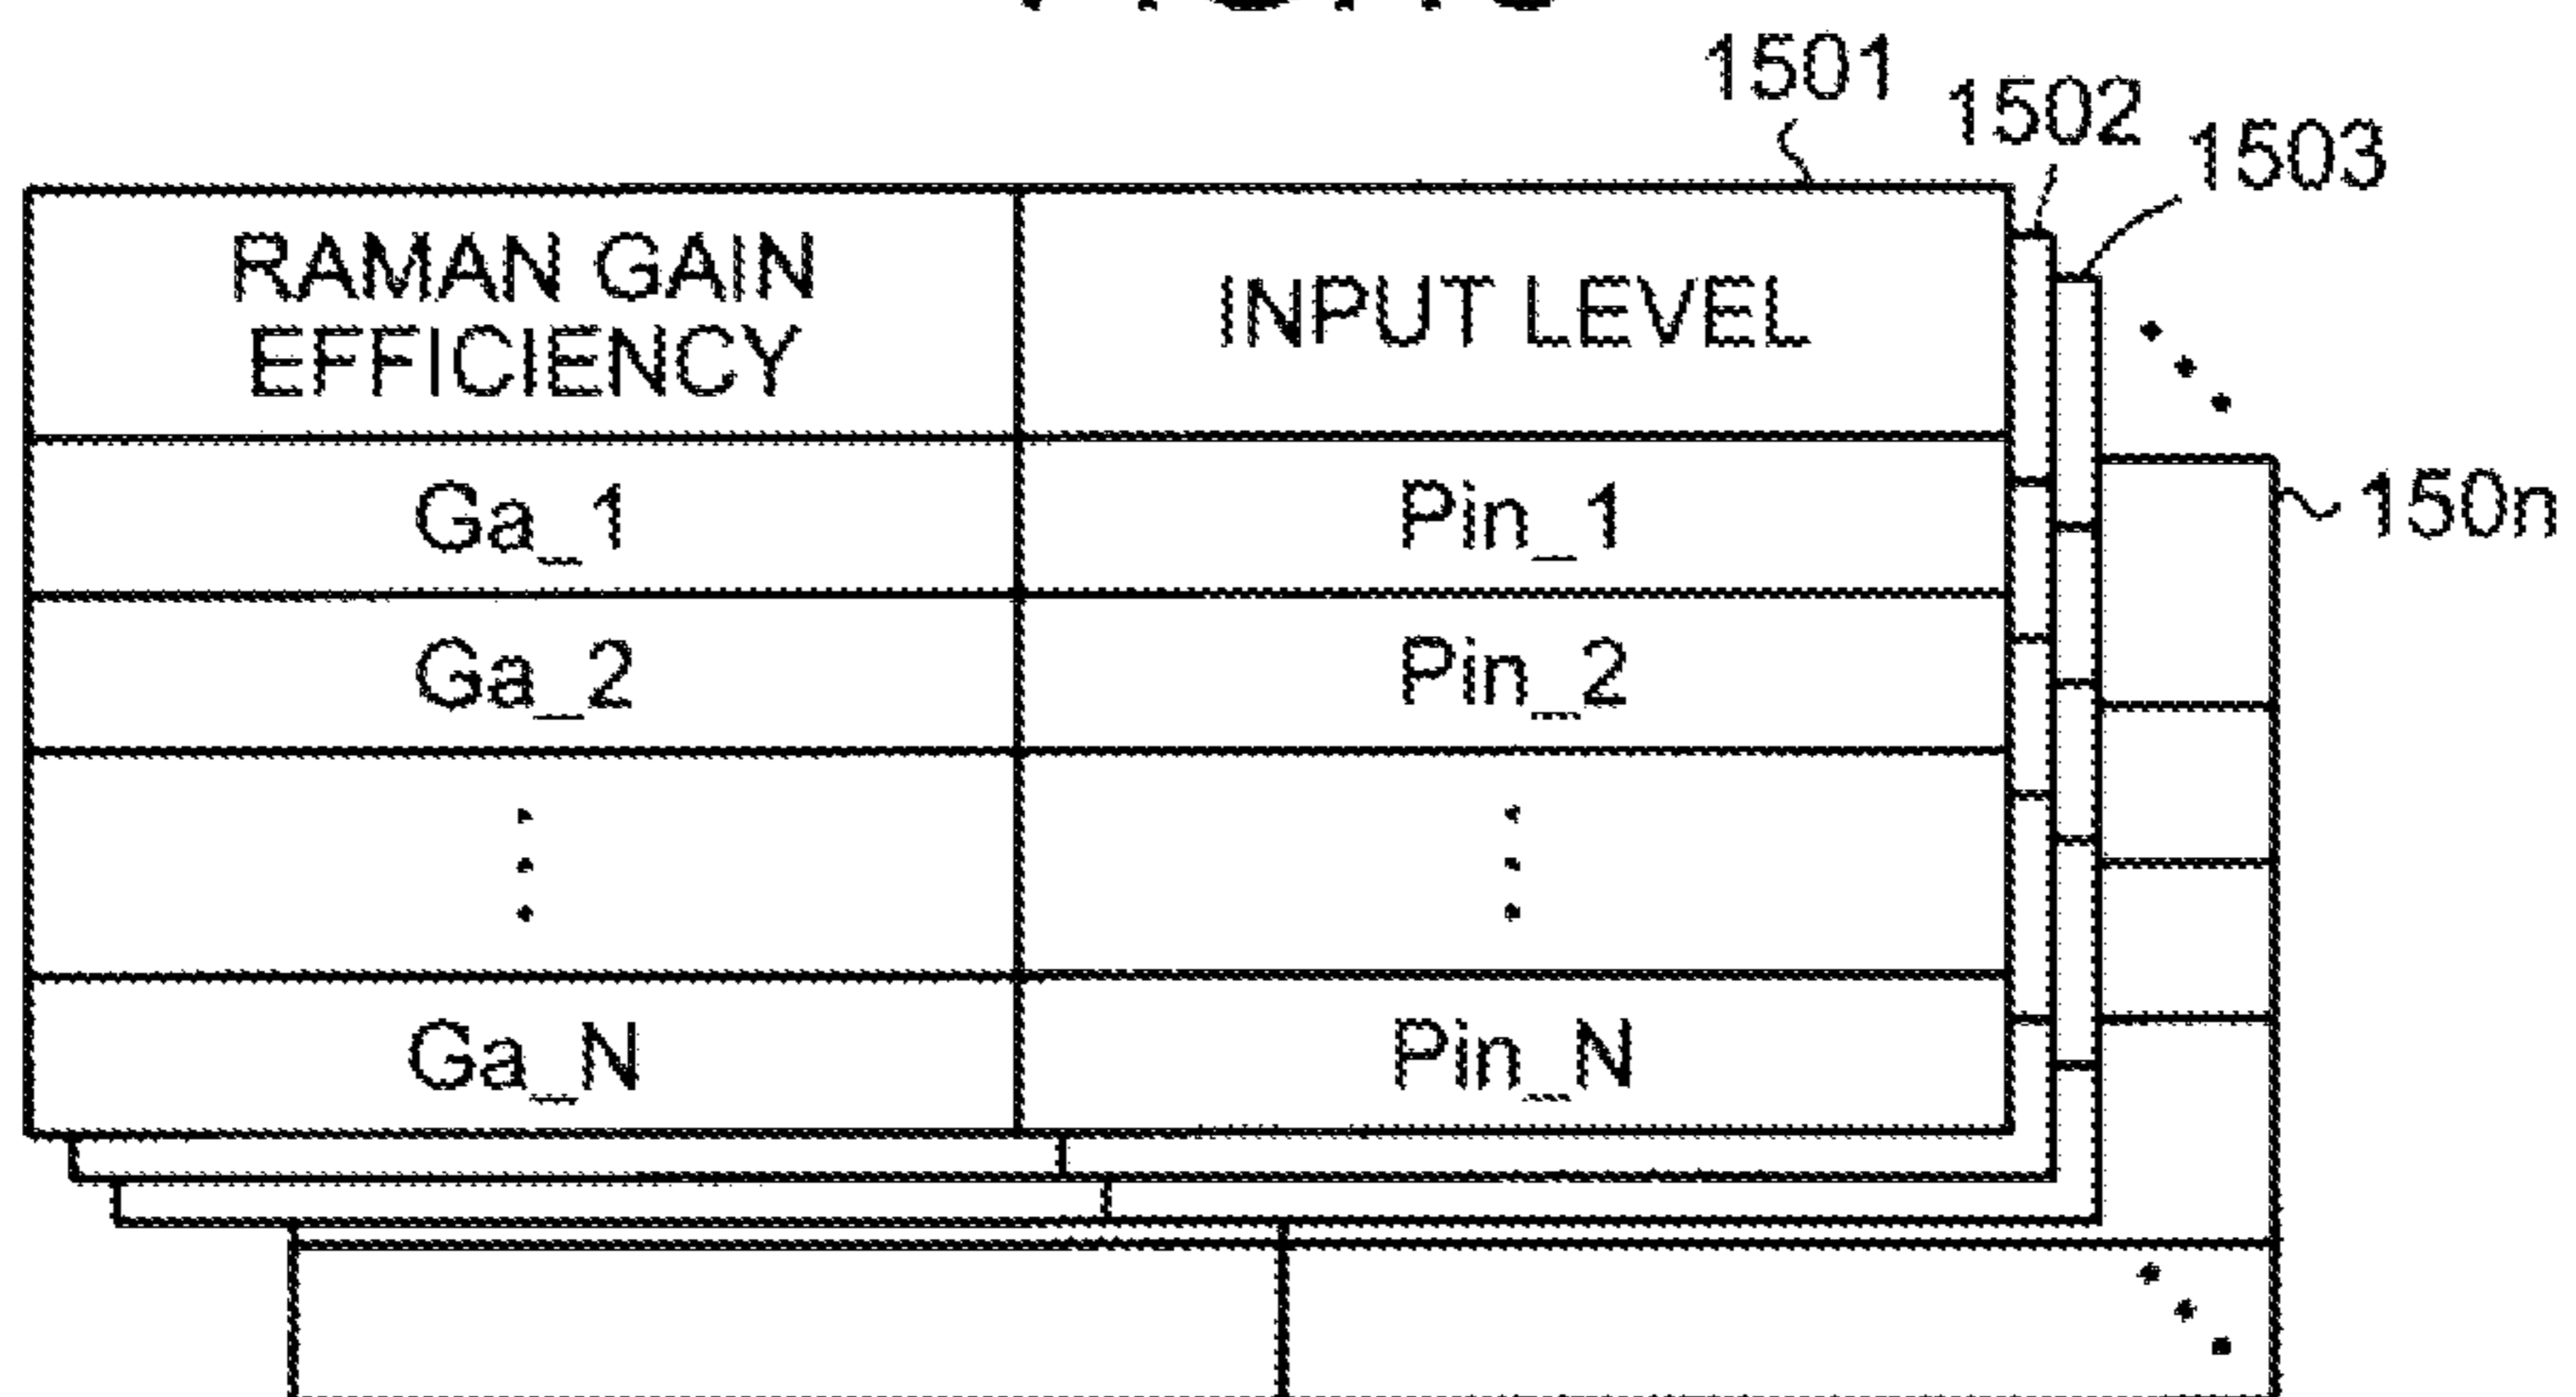 1501
1502
1503
RAMAN GAIN
EFFICIENCY
INPUT LEVEL
150n
Ga_1
Pin_1
Ga_2
Pin_2
Ga_N
Pin_N